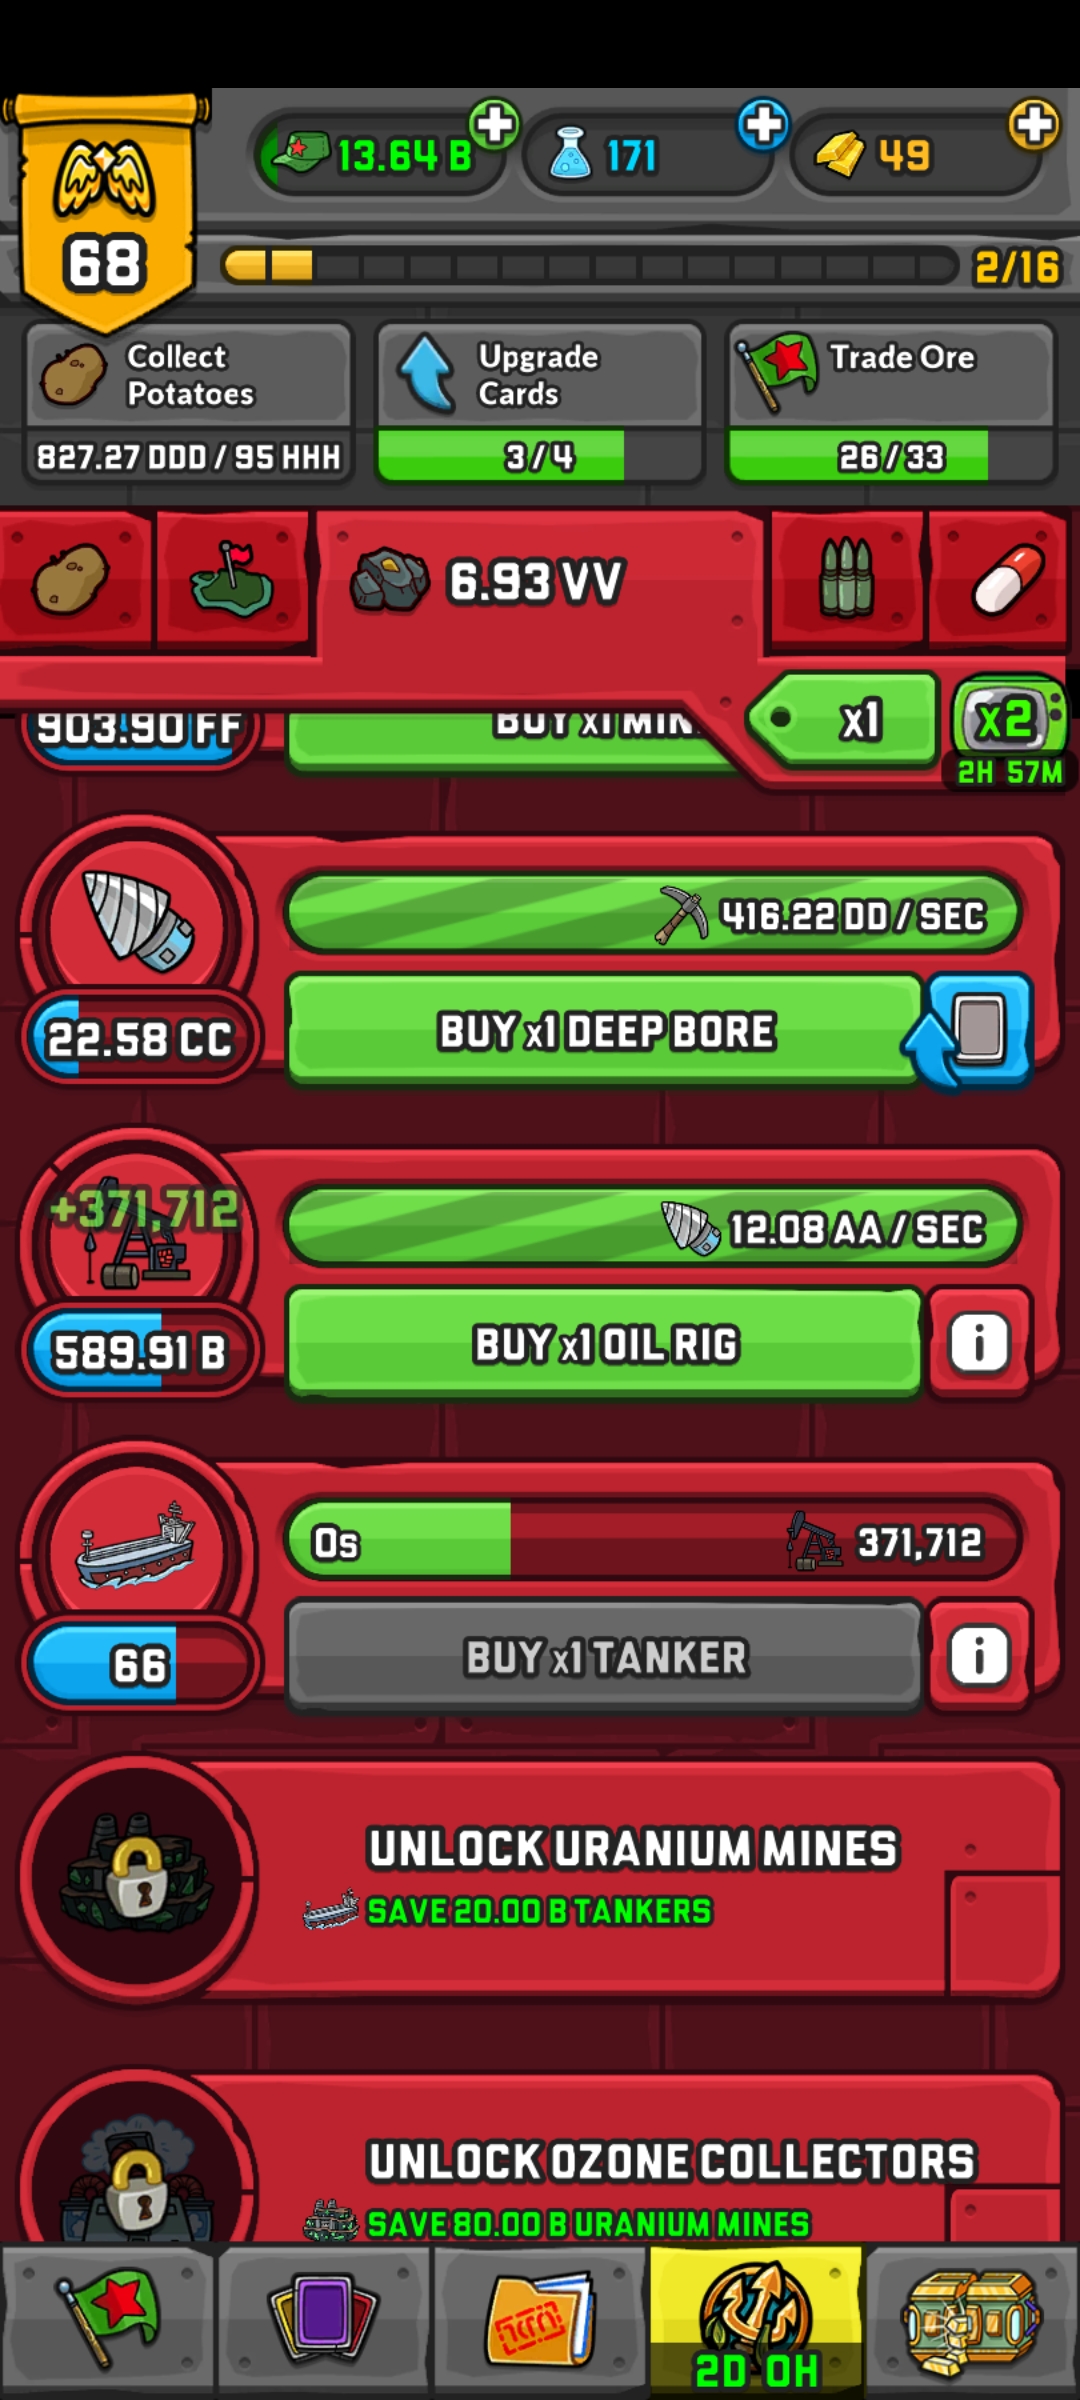 13.64 B
171
49
68
2/16
Collect
Potatoes
827.27 DDD / 95 HHH
Upgrade
Cards
3/4
Trade Ore
26/33
6.93 VV
x1
x2
2H 57M
903.90 FF
BUY x1 MIN
416.22 DD / SEC
22.58 CC
BUY x1 DEEP BORE
+371,712
12.08 AA / SEC
589.91 B
BUY x1 OIL RIG
0s
371,712
66
BUY x1 TANKER
UNLOCK URANIUM MINES
SAVE 20.00 B TANKERS
UNLOCK OZONE COLLECTORS
SAVE 80.00 B URANIUM MINES
2D 0H